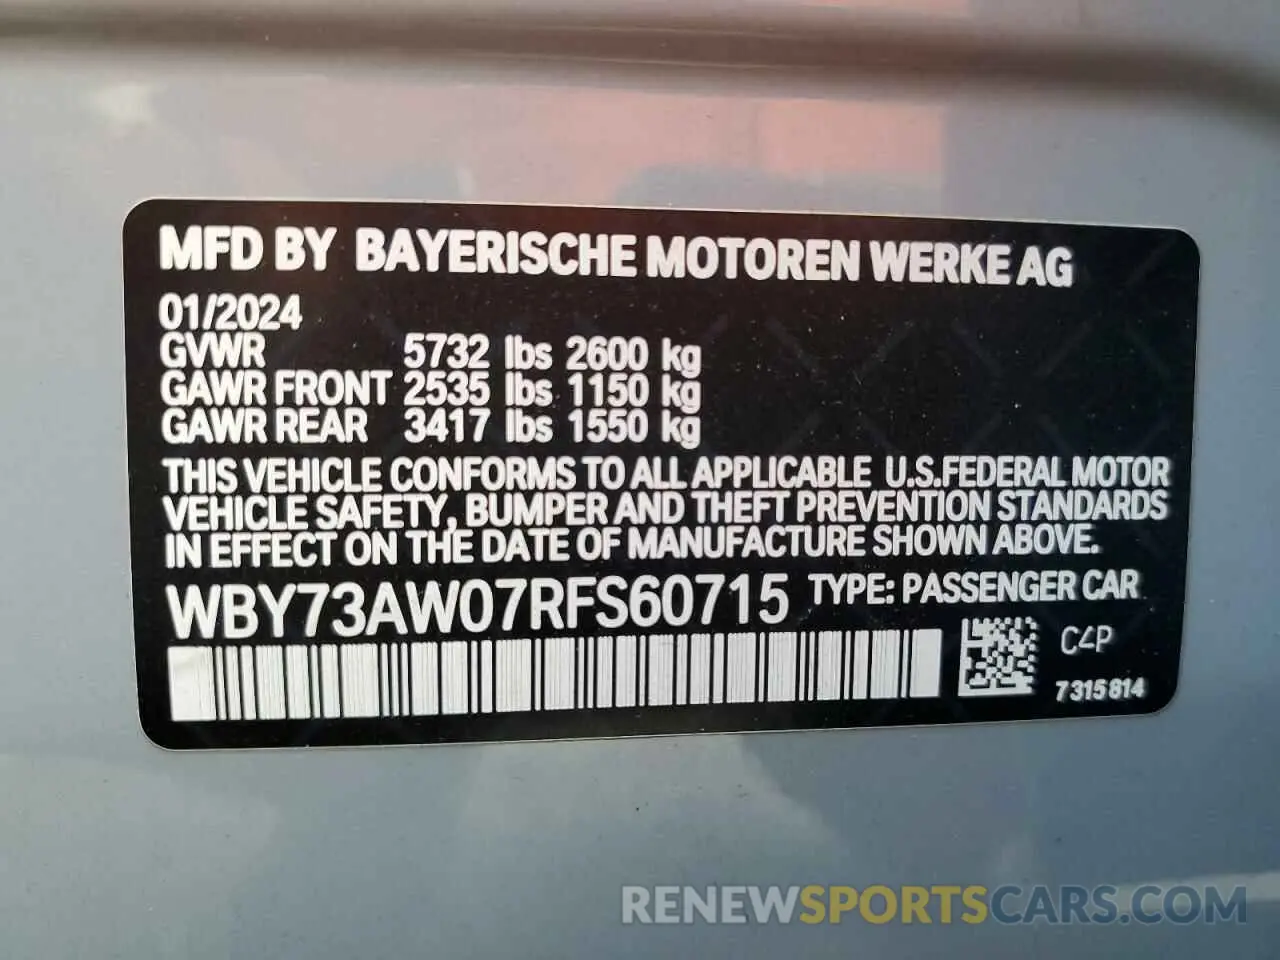 MFD BY BAYERISCHE MOTOREN WERKE AG
01/2024
GVWR 5732 lbs 2600 kg
GAWR FRONT 2535 lbs 1150 kg
GAWR REAR 3417 lbs 1550 kg
THIS VEHICLE CONFORMS TO ALL APPLICABLE U.S.FEDERAL MOTOR
VEHICLE SAFETY, BUMPER AND THEFT PREVENTION STANDARDS
IN EFFECT ON THE DATE OF MANUFACTURE SHOWN ABOVE.
WBY73AW07RFS60715 TYPE: PASSENGER CAR
C4P
7315814
RENEWSPORTSCARS.COM